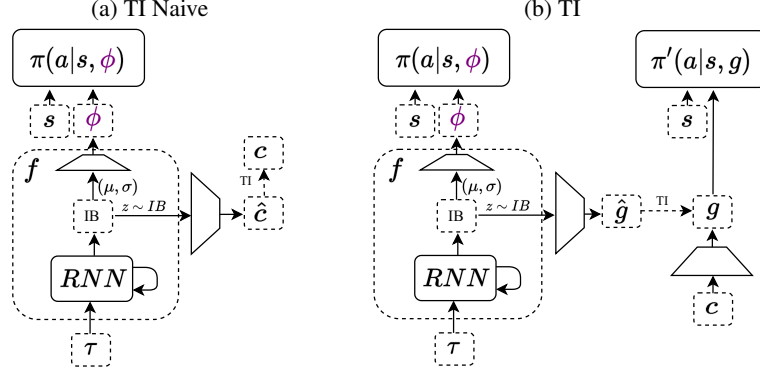 (a) TI Naive
π(a|s, ϕ)
s
ϕ
f
(μ, σ)
IB
z ∼ IB
c
TI
ĉ
RNN
τ
(b) TI
π(a|s, ϕ)
π′(a|s, g)
s
ϕ
s
f
(μ, σ)
IB
z ∼ IB
ĝ
TI
g
RNN
c
τ